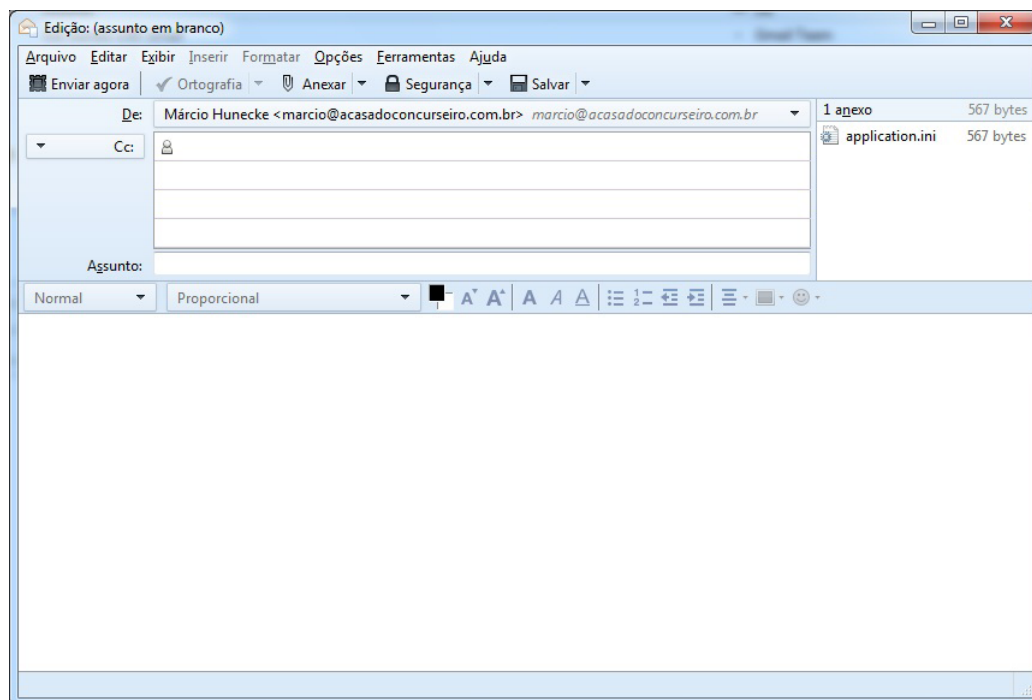 Edição: (assunto em branco)
Arquivo Editar Exibir Inserir Formatar Opções Ferramentas Ajuda
Enviar agora Ortografia Anexar Segurança Salvar
De: Márcio Hunecke <marcio@acasadoconcurseiro.com.br> marcio@acasadoconcurseiro.com.br
1 anexo 567 bytes
Cc:
application.ini 567 bytes
Assunto:
Normal Proporcional A A A A A